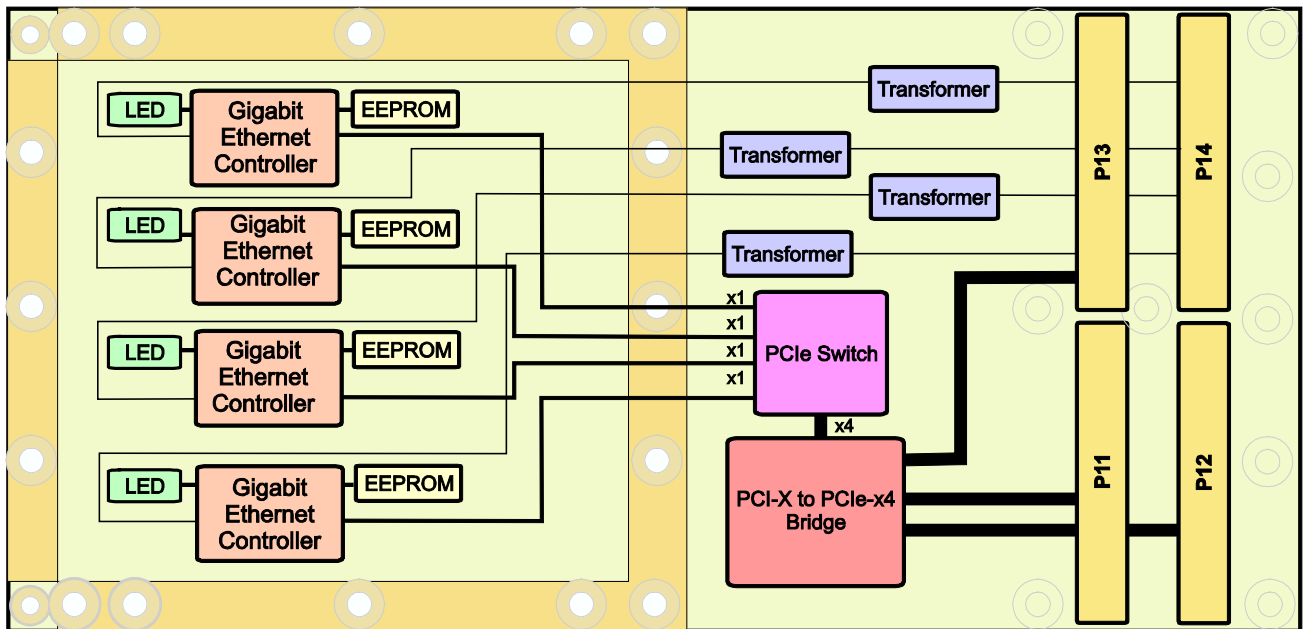 LED
Gigabit
Ethernet
Controller
EEPROM
Transformer
Transformer
Transformer
Transformer
P13
P14
LED
Gigabit
Ethernet
Controller
EEPROM
LED
Gigabit
Ethernet
Controller
EEPROM
LED
Gigabit
Ethernet
Controller
EEPROM
x1
x1
x1
x1
PCIe Switch
x4
PCI-X to PCIe-x4
Bridge
P11
P12